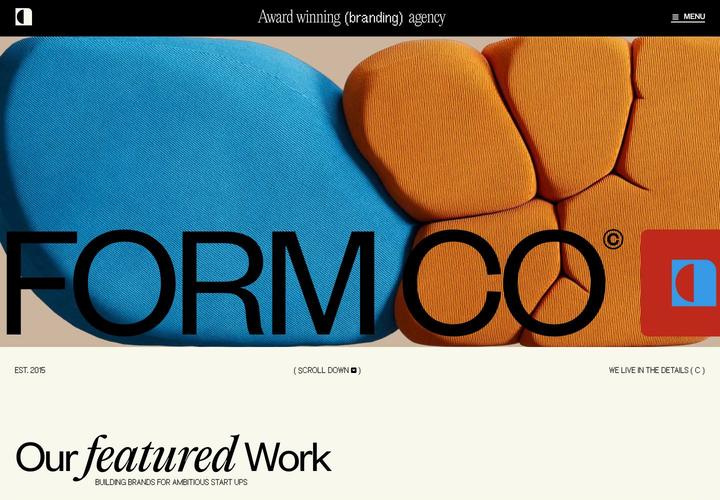 Award winning (branding) agency
MENU
FORM CO©
EST. 2015
( SCROLL DOWN )
WE LIVE IN THE DETAILS ( C )
Our featured Work
BUILDING BRANDS FOR AMBITIOUS START UPS